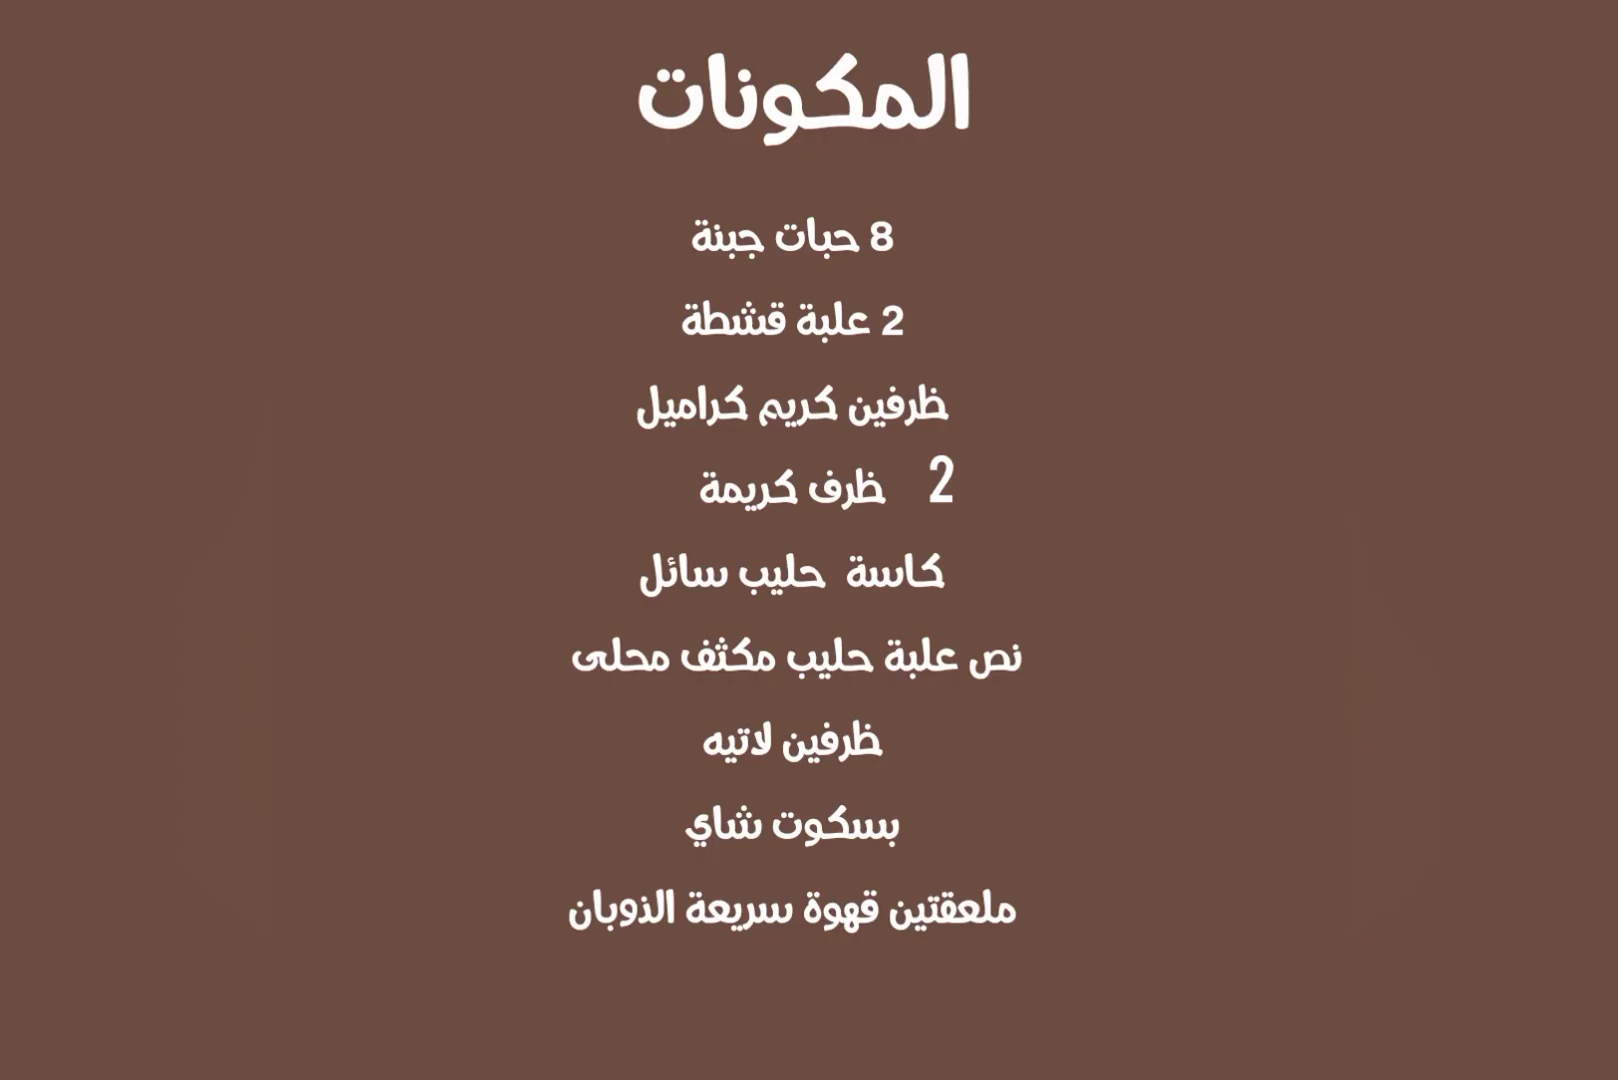 المكونات
8 حبات جبنة
2 علبة قشطة
ظرفين كريم كراميل
2 ظرف كريمة
كاسة حليب سائل
نص علبة حليب مكثف محلى
ظرفين لاتيه
بسكوت شاي
ملعقتين قهوة سريعة الذوبان